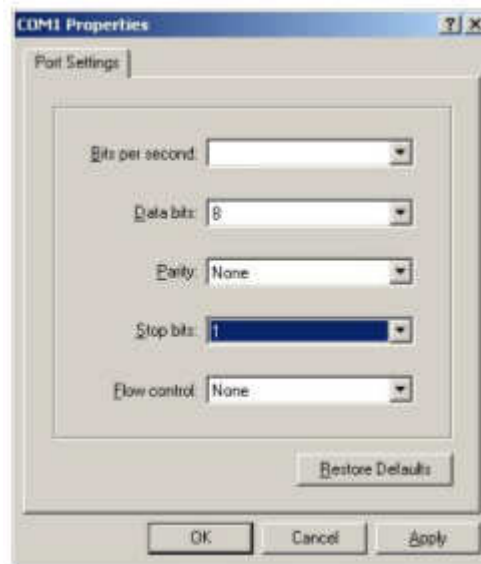 COM1 Properties
Port Settings
Bits per second:
Data bits: 8
Parity: None
Stop bits: 1
Flow control: None
Restore Defaults
OK Cancel Apply